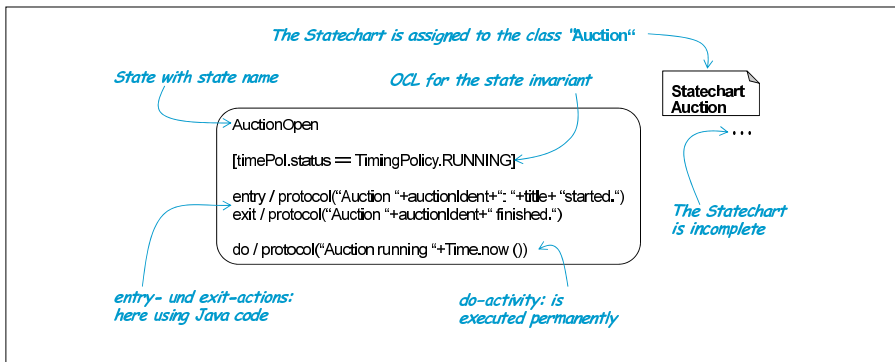 The Statechart is assigned to the class "Auction“
State with state name
OCL for the state invariant
Statechart
Auction
...
AuctionOpen
[timePol.status == TimingPolicy.RUNNING]
entry / protocol(“Auction “+auctionIdent+“: “+title+ “started.“)
exit / protocol(“Auction “+auctionIdent+“ finished.“)
do / protocol(“Auction running “+Time.now ())
The Statechart
is incomplete
entry- und exit-actions:
here using Java code
do-activity: is
executed permanently